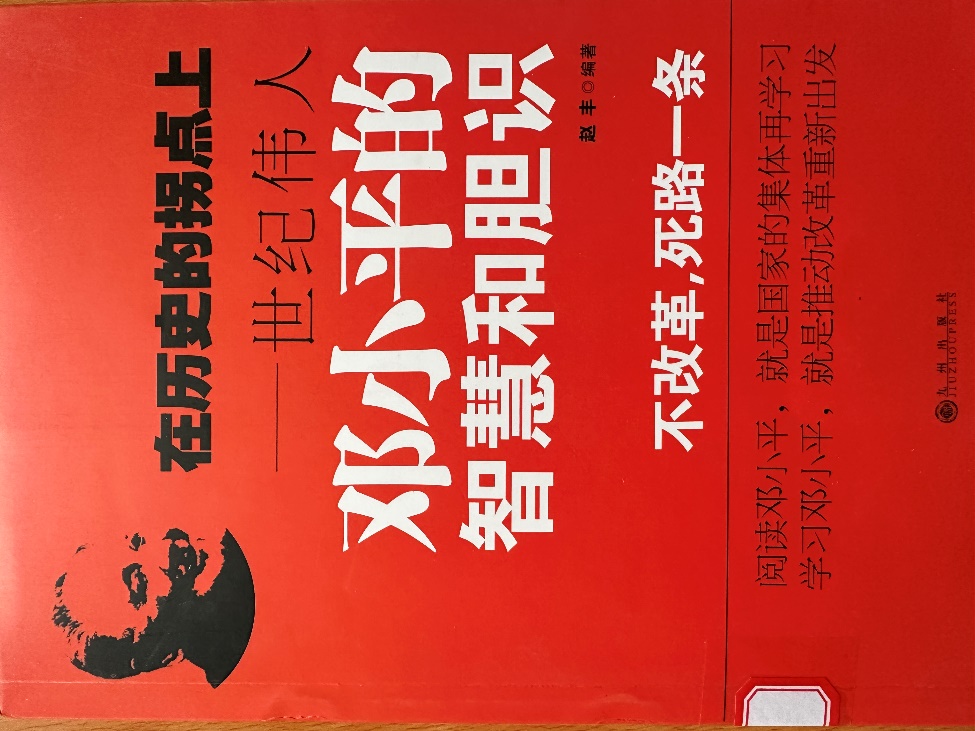 在历史的拐点上
——世纪伟人
邓小平的
智慧和胆识
赵丰◎编著
不改革,死路一条
阅读邓小平，就是国家的集体再学习
学习邓小平，就是推动改革重新出发
九州出版社
JIUZHOUPRESS